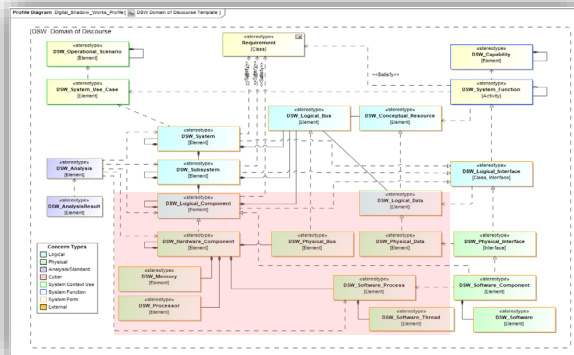 Profile Diagram Digital_Shadow_Works_Profile[ DSW Domain of Discourse Template ]
DSW Domain of Discourse
«stereotype»
DSW_Operational_Scenario
[Element]
«stereotype»
Requirement
[Class]
«stereotype»
DSW_Capability
[Element]
«stereotype»
DSW_System_Use_Case
[Element]
«Satisfy»
«stereotype»
DSW_System_Function
[Activity]
«stereotype»
DSW_Logical_Bus
[Element]
«stereotype»
DSW_Conceptual_Resource
[Element]
«stereotype»
DSW_System
[Element]
«stereotype»
DSW_Analysis
[Element]
«stereotype»
DSW_Subsystem
[Element]
«stereotype»
DSW_Logical_Interface
[Class, Interface]
«stereotype»
DSW_AnalysisResult
[Element]
«stereotype»
DSW_Logical_Component
[Element]
«stereotype»
DSW_Logical_Data
[Element]
«stereotype»
DSW_Hardware_Component
[Element]
«stereotype»
DSW_Physical_Bus
[Element]
«stereotype»
DSW_Physical_Data
[Element]
«stereotype»
DSW_Physical_Interface
[Element]
Concern Types
Logical
Physical
Analysis/Standard
Cyber
System Context Use
System Function
System Form
External
«stereotype»
DSW_Memory
[Element]
«stereotype»
DSW_Processor
[Element]
«stereotype»
DSW_Software_Process
[Element]
«stereotype»
DSW_Software_Component
[Element]
«stereotype»
DSW_Software_Thread
[Element]
«stereotype»
DSW_Software
[Element]